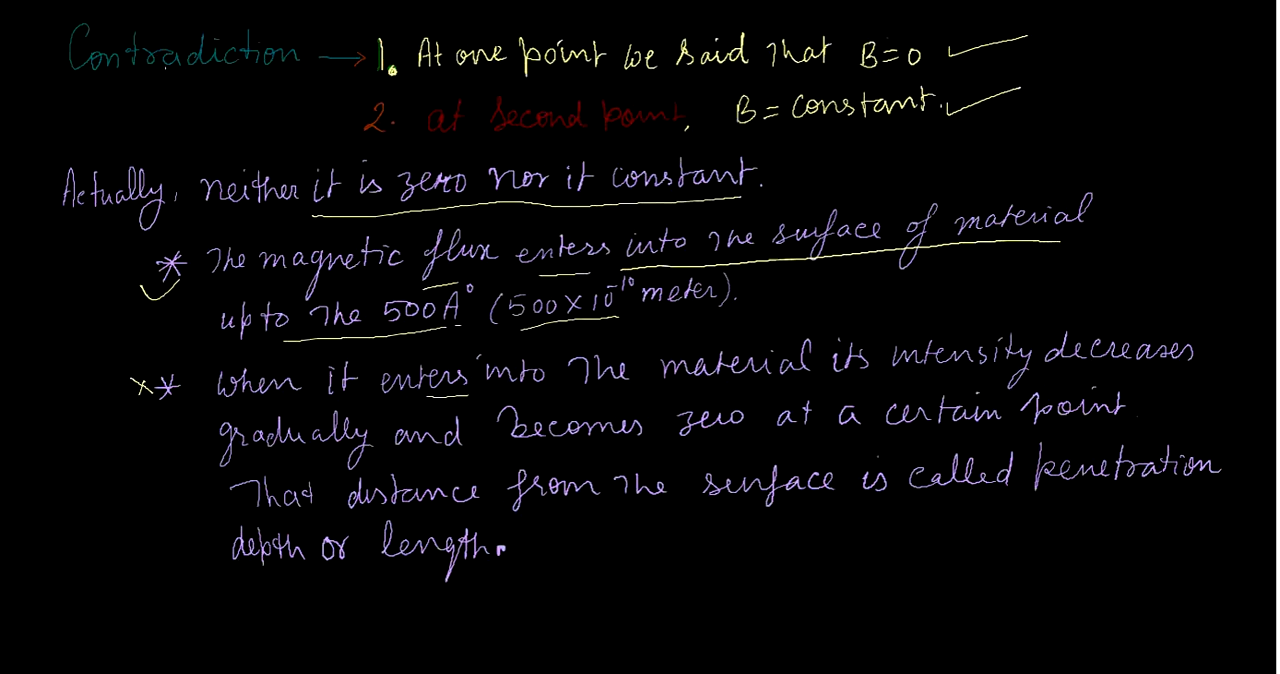 Contradiction → 1. At one point we said that B=0 ✓
2. at second point, B = constant. ✓
Actually, neither it is zero nor it constant.
* The magnetic flux enters into the surface of material
upto the 500A° (500×10⁻¹⁰ meter).
** When it enters into the material its intensity decreases
gradually and becomes zero at a certain point
That distance from the surface is called penetration
depth or length.